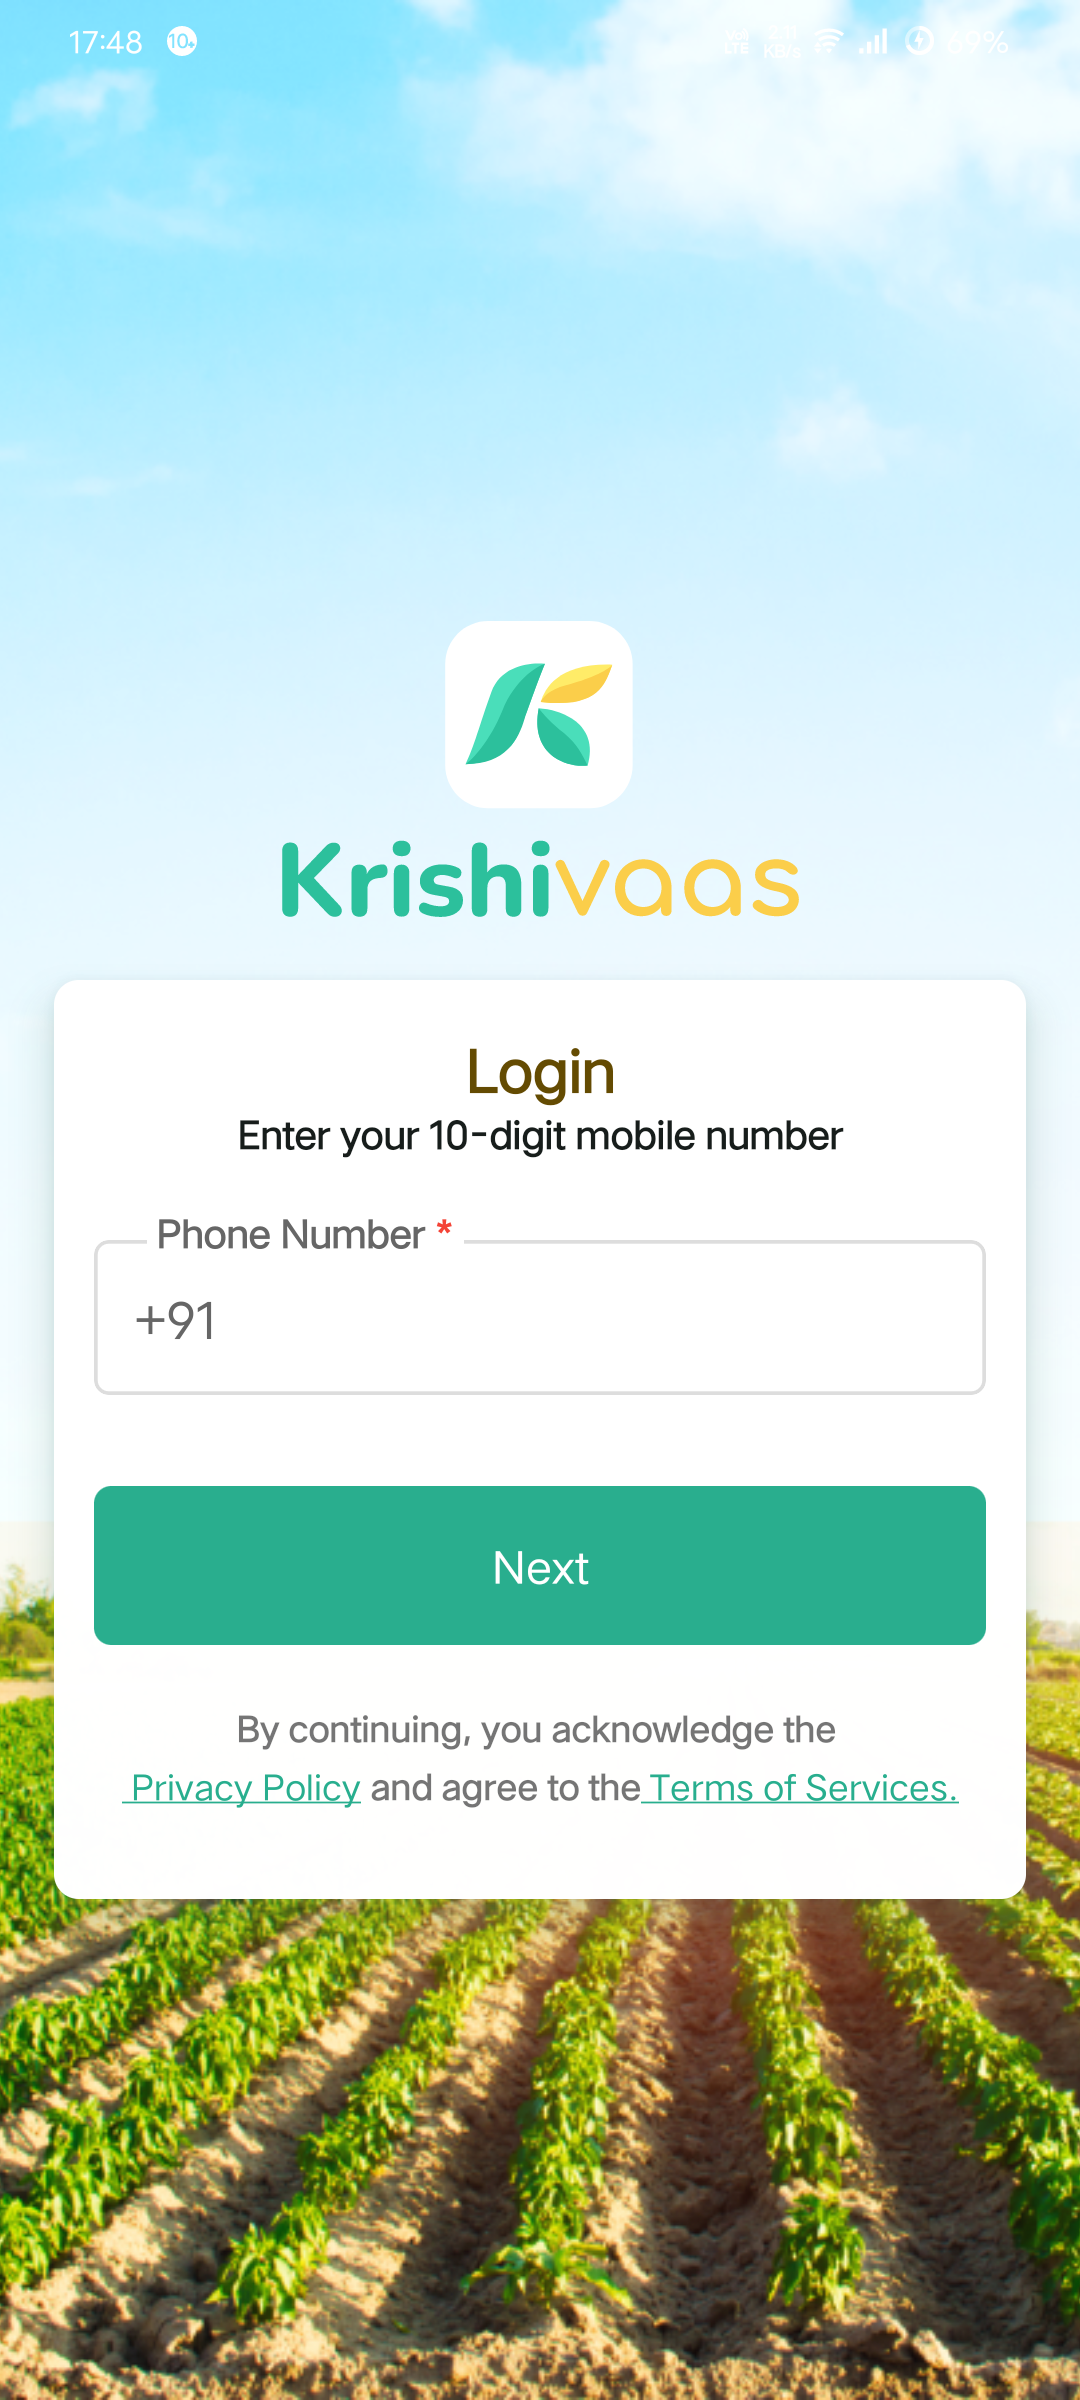 17:48 10+ 69%
Krishivaas
Login
Enter your 10-digit mobile number
Phone Number *
+91
Next
By continuing, you acknowledge the
Privacy Policy and agree to the Terms of Services.